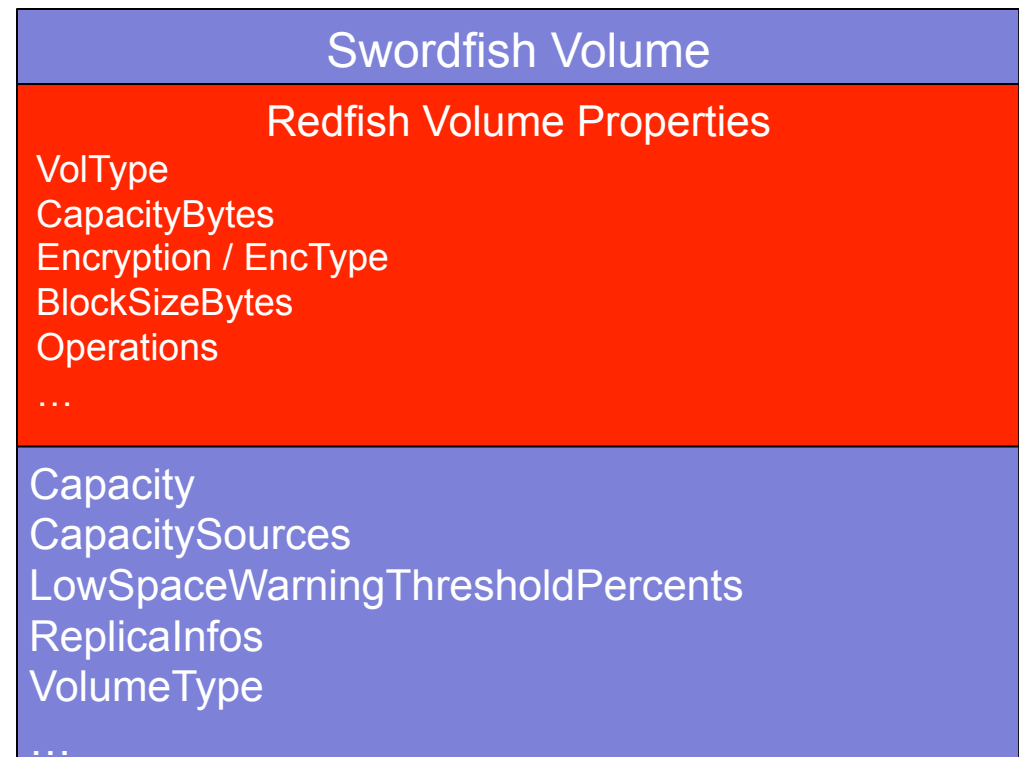 Swordfish Volume
Redfish Volume Properties
VolType
CapacityBytes
Encryption / EncType
BlockSizeBytes
Operations
…
Capacity
CapacitySources
LowSpaceWarningThresholdPercents
ReplicaInfos
VolumeType
…